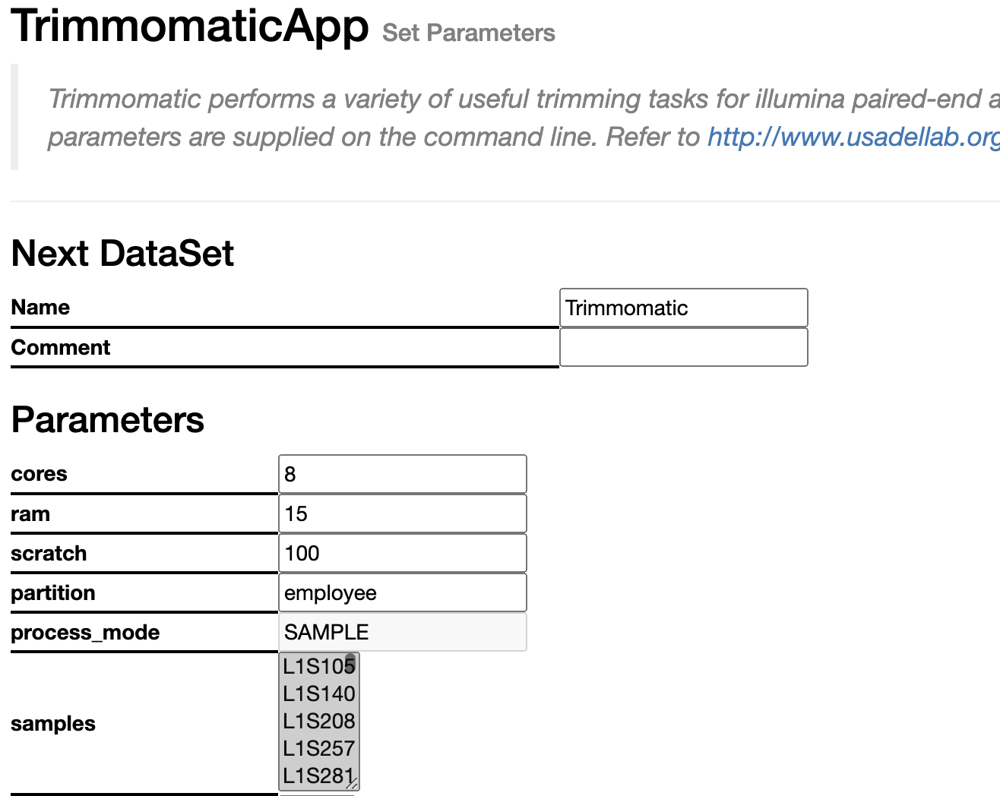 TrimmomaticApp Set Parameters
Trimmomatic performs a variety of useful trimming tasks for illumina paired-end
parameters are supplied on the command line. Refer to http://www.usadellab.org
Next DataSet
Name Trimmomatic
Comment
Parameters
cores 8
ram 15
scratch 100
partition employee
process_mode SAMPLE
L1S105
L1S140
samples L1S208
L1S257
L1S281